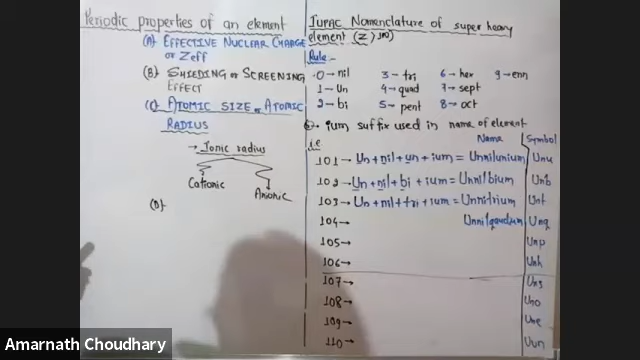 Periodic properties of an element
(A) EFFECTIVE NUCLEAR CHARGE
or Zeff
(B) SHIEDING or SCREENING
EFFECT
(C) ATOMIC SIZE or ATOMIC
RADIUS
→ Ionic radius
Cationic
Anionic
(D)
IUPAC Nomenclature of super heavy
element (Z > 100)
Rule:-
0 - nil 3 - tri 6 - hex 9 - enn
1 - Un 4 - quad 7 - sept
2 - bi 5 - pent 8 - oct
ium suffix used in name of element
i.e Name Symbol
101 → Un + nil + un + ium = Unnilunium Unu
102 → Un + nil + bi + ium = Unnilbium Unb
103 → Un + nil + tri + ium = Unniltrium Unt
104 → Unnilquadum Unq
105 → Unp
106 → Unh
107 → Uns
108 → Uno
109 → Une
110 → Uun
Amarnath Choudhary